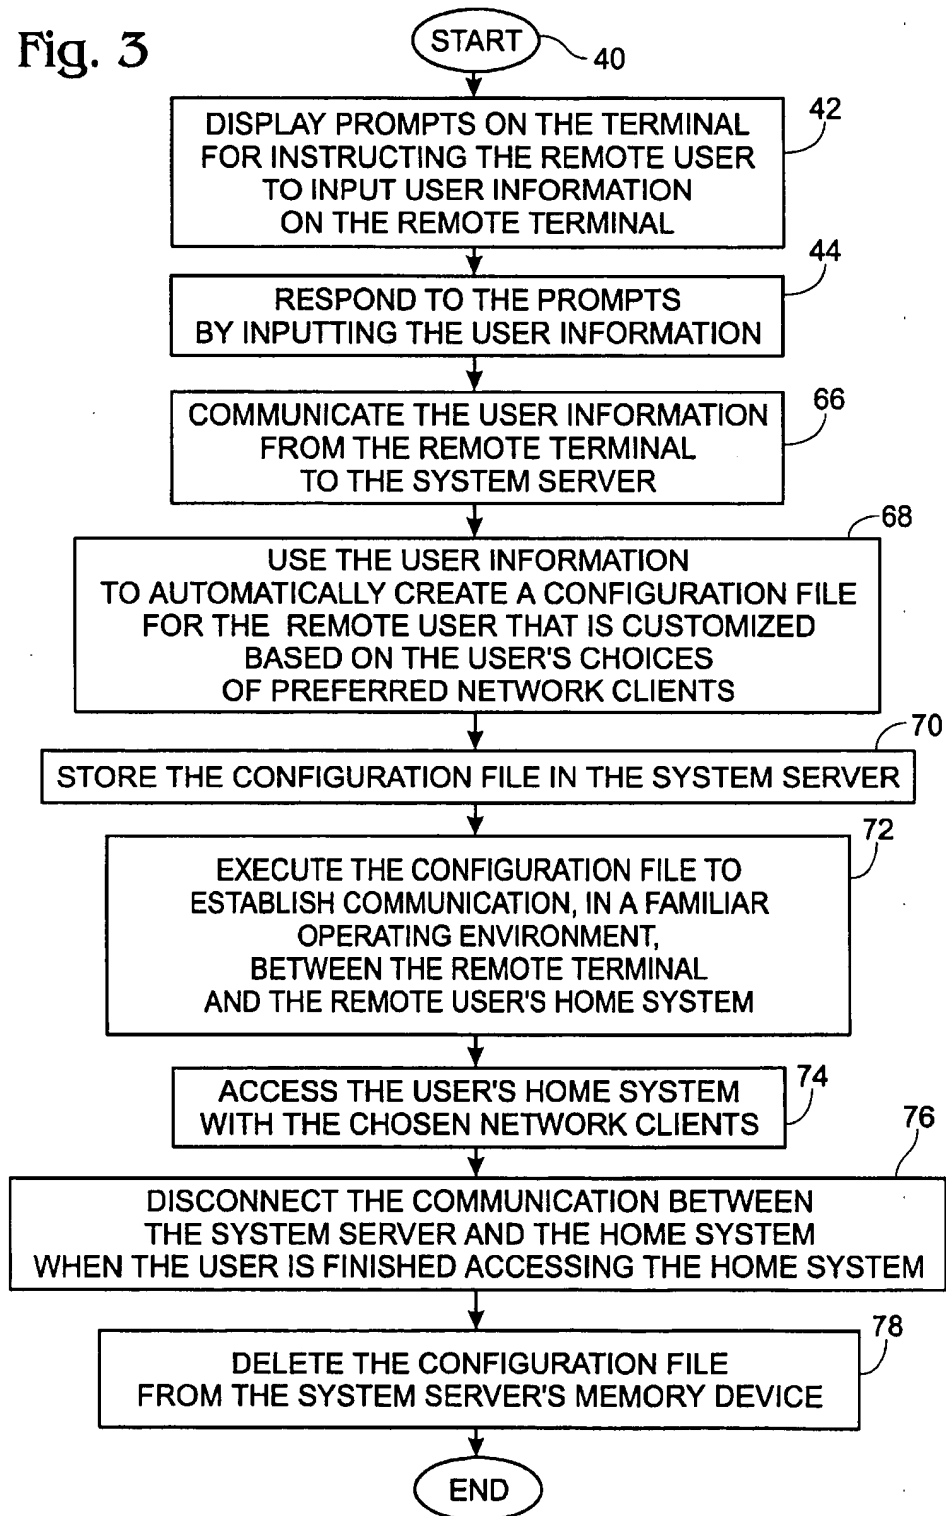 Fig. 3
START
40
42
DISPLAY PROMPTS ON THE TERMINAL
FOR INSTRUCTING THE REMOTE USER
TO INPUT USER INFORMATION
ON THE REMOTE TERMINAL
44
RESPOND TO THE PROMPTS
BY INPUTTING THE USER INFORMATION
66
COMMUNICATE THE USER INFORMATION
FROM THE REMOTE TERMINAL
TO THE SYSTEM SERVER
68
USE THE USER INFORMATION
TO AUTOMATICALLY CREATE A CONFIGURATION FILE
FOR THE REMOTE USER THAT IS CUSTOMIZED
BASED ON THE USER'S CHOICES
OF PREFERRED NETWORK CLIENTS
70
STORE THE CONFIGURATION FILE IN THE SYSTEM SERVER
72
EXECUTE THE CONFIGURATION FILE TO
ESTABLISH COMMUNICATION, IN A FAMILIAR
OPERATING ENVIRONMENT,
BETWEEN THE REMOTE TERMINAL
AND THE REMOTE USER'S HOME SYSTEM
74
ACCESS THE USER'S HOME SYSTEM
WITH THE CHOSEN NETWORK CLIENTS
76
DISCONNECT THE COMMUNICATION BETWEEN
THE SYSTEM SERVER AND THE HOME SYSTEM
WHEN THE USER IS FINISHED ACCESSING THE HOME SYSTEM
78
DELETE THE CONFIGURATION FILE
FROM THE SYSTEM SERVER'S MEMORY DEVICE
END